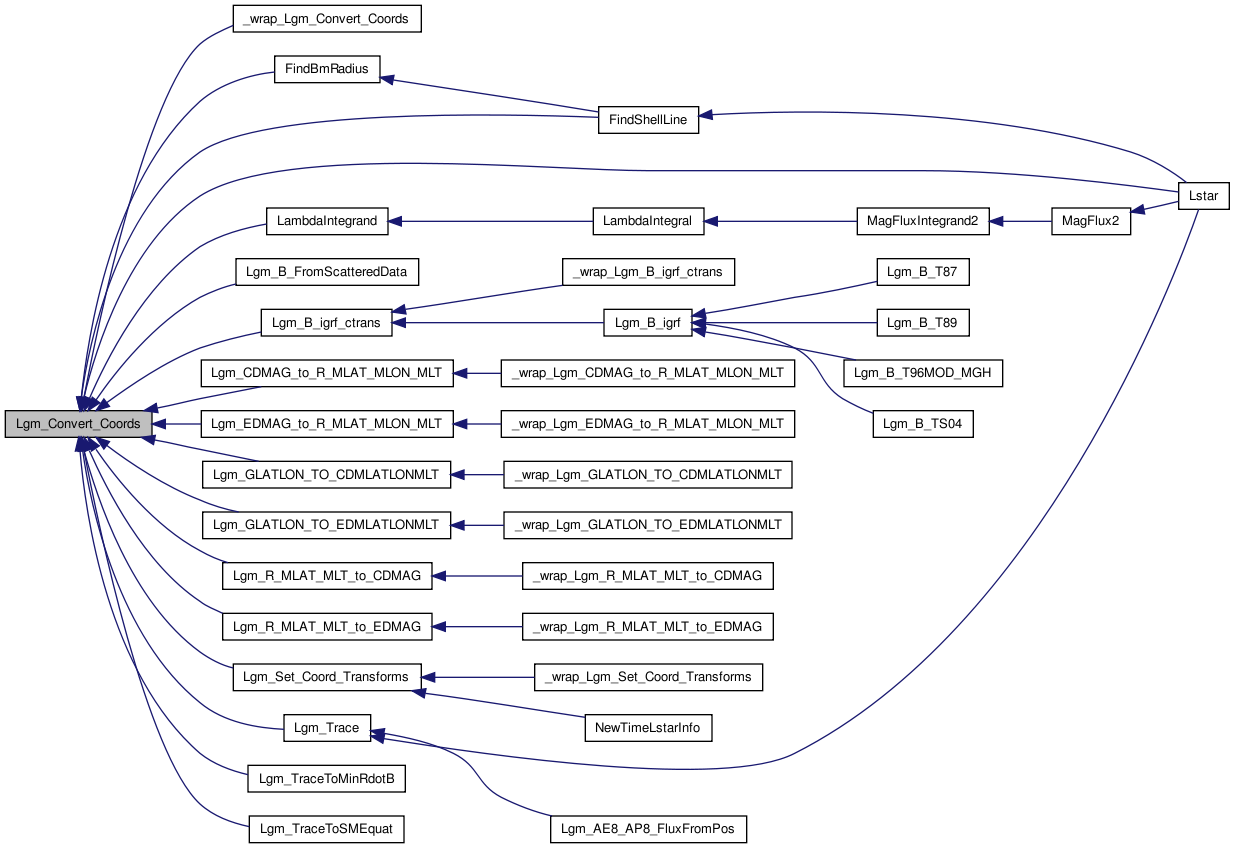 _wrap_Lgm_Convert_Coords
FindBmRadius
FindShellLine
Lstar
LambdaIntegrand
LambdaIntegral
MagFluxIntegrand2
MagFlux2
Lgm_B_FromScatteredData
_wrap_Lgm_B_igrf_ctrans
Lgm_B_T87
Lgm_B_igrf_ctrans
Lgm_B_igrf
Lgm_B_T89
Lgm_CDMAG_to_R_MLAT_MLON_MLT
_wrap_Lgm_CDMAG_to_R_MLAT_MLON_MLT
Lgm_B_T96MOD_MGH
Lgm_Convert_Coords
Lgm_EDMAG_to_R_MLAT_MLON_MLT
_wrap_Lgm_EDMAG_to_R_MLAT_MLON_MLT
Lgm_B_TS04
Lgm_GLATLON_TO_CDMLATLONMLT
_wrap_Lgm_GLATLON_TO_CDMLATLONMLT
Lgm_GLATLON_TO_EDMLATLONMLT
_wrap_Lgm_GLATLON_TO_EDMLATLONMLT
Lgm_R_MLAT_MLT_to_CDMAG
_wrap_Lgm_R_MLAT_MLT_to_CDMAG
Lgm_R_MLAT_MLT_to_EDMAG
_wrap_Lgm_R_MLAT_MLT_to_EDMAG
Lgm_Set_Coord_Transforms
_wrap_Lgm_Set_Coord_Transforms
Lgm_Trace
NewTimeLstarInfo
Lgm_TraceToMinRdotB
Lgm_TraceToSMEquat
Lgm_AE8_AP8_FluxFromPos